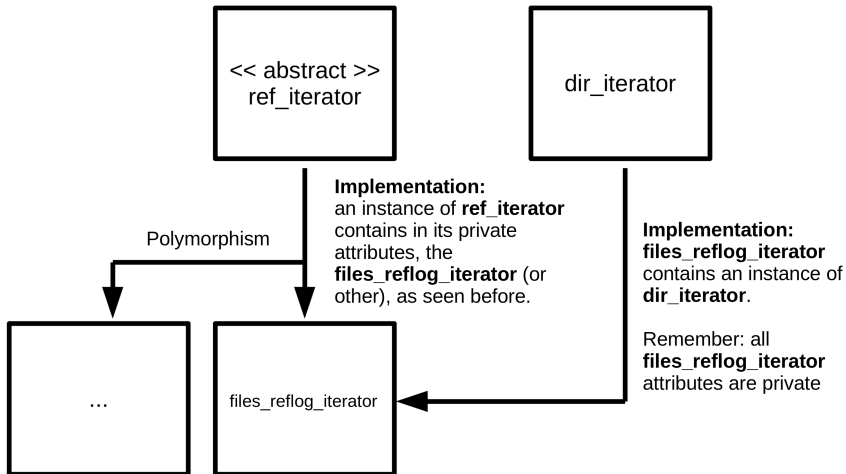 << abstract >>
ref_iterator
dir_iterator
Implementation:
an instance of ref_iterator
contains in its private
attributes, the
files_reflog_iterator (or
other), as seen before.
Polymorphism
Implementation:
files_reflog_iterator
contains an instance of
dir_iterator.
Remember: all
files_reflog_iterator
attributes are private
...
files_reflog_iterator